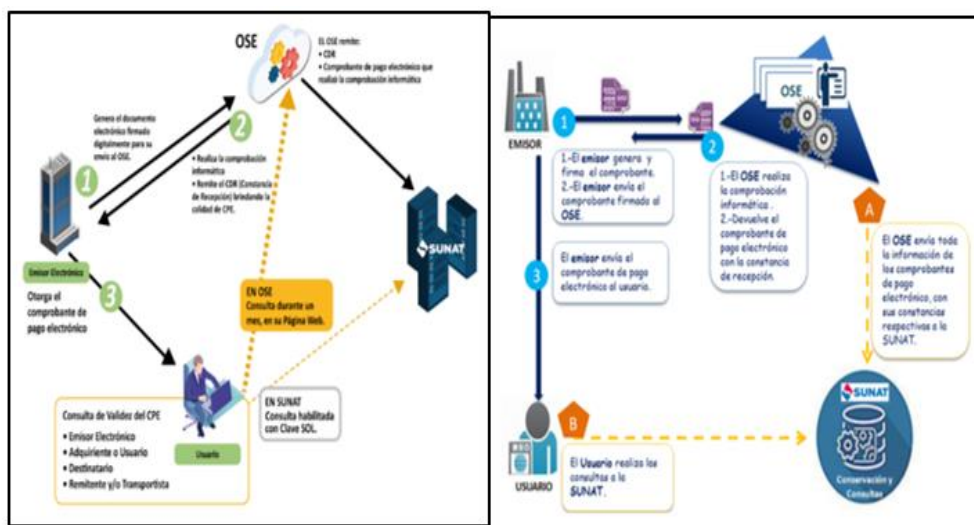 OSE
EL OSE remite:
• CDR
• Comprobante de pago electrónico que
realizó la comprobación informática
Genera el documento
electrónico firmado
digitalmente para su
envío al OSE.
1
2
• Realiza la comprobación
informática
• Remite el CDR (Constancia
de Recepción) brindando la
calidad de CPE.
SUNAT
Emisor Electrónico
3
Otorga el
comprobante de
pago electrónico
EN OSE
Consulta durante un
mes, en su Página Web.
EN SUNAT
Consulta habilitada
con Clave SOL.
Consulta de Validez del CPE
• Emisor Electrónico
• Adquiriente o Usuario
• Destinatario
• Remitente y/o Transportista
Usuario
OSE
EMISOR
1
2
1.-El emisor genera y
firma el comprobante.
2.-El emisor envía el
comprobante firmado al
OSE.
1.-El OSE realiza
la comprobación
informática .
2.-Devuelve el
comprobante de
pago electrónico
con la constancia
de recepción.
A
El OSE envía toda
la información de
los comprobantes
de pago
electrónico, con
sus constancias
respectivas a la
SUNAT.
3
El emisor envía el
comprobante de pago
electrónico al usuario.
SUNAT
Conservación y
Consultas
B
USUARIO
El Usuario realiza las
consultas a la
SUNAT.